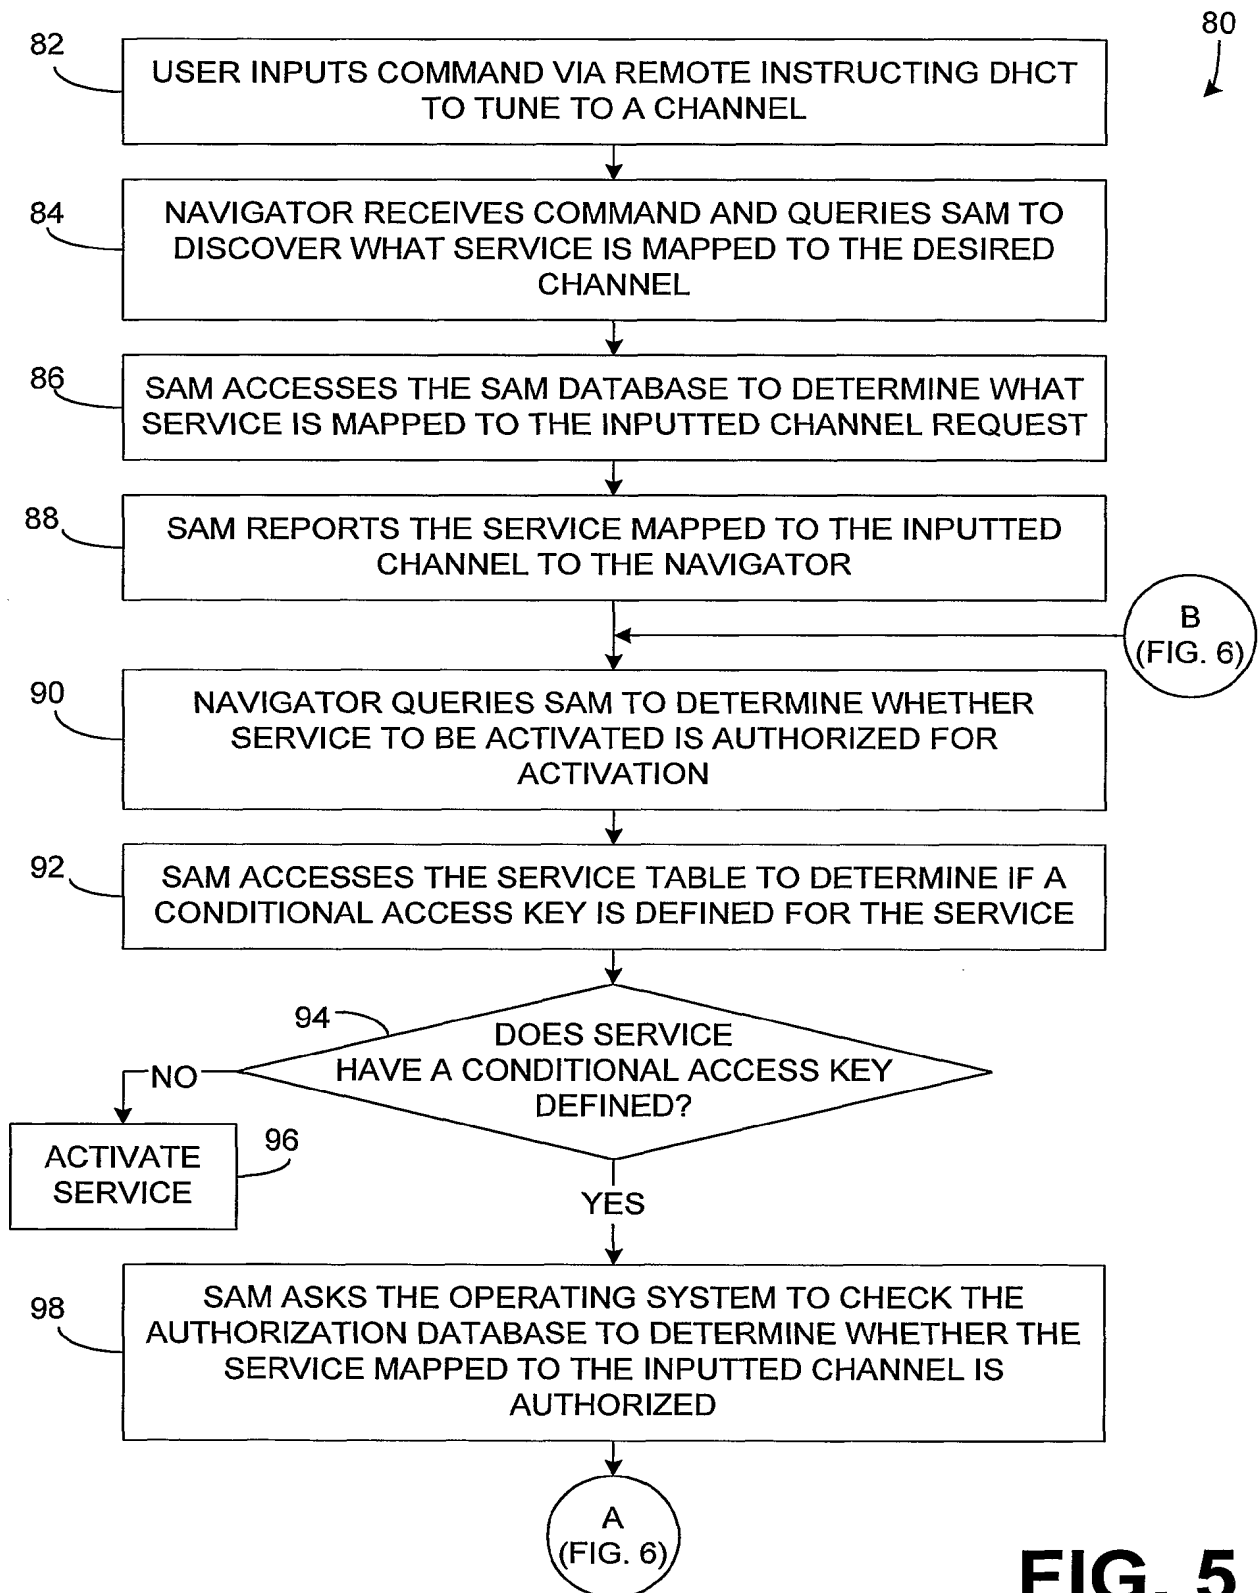 80
82
USER INPUTS COMMAND VIA REMOTE INSTRUCTING DHCT
TO TUNE TO A CHANNEL
84
NAVIGATOR RECEIVES COMMAND AND QUERIES SAM TO
DISCOVER WHAT SERVICE IS MAPPED TO THE DESIRED
CHANNEL
86
SAM ACCESSES THE SAM DATABASE TO DETERMINE WHAT
SERVICE IS MAPPED TO THE INPUTTED CHANNEL REQUEST
88
SAM REPORTS THE SERVICE MAPPED TO THE INPUTTED
CHANNEL TO THE NAVIGATOR
B
(FIG. 6)
90
NAVIGATOR QUERIES SAM TO DETERMINE WHETHER
SERVICE TO BE ACTIVATED IS AUTHORIZED FOR
ACTIVATION
92
SAM ACCESSES THE SERVICE TABLE TO DETERMINE IF A
CONDITIONAL ACCESS KEY IS DEFINED FOR THE SERVICE
94
DOES SERVICE
HAVE A CONDITIONAL ACCESS KEY
DEFINED?
NO
96
ACTIVATE
SERVICE
YES
98
SAM ASKS THE OPERATING SYSTEM TO CHECK THE
AUTHORIZATION DATABASE TO DETERMINE WHETHER THE
SERVICE MAPPED TO THE INPUTTED CHANNEL IS
AUTHORIZED
A
(FIG. 6)
FIG. 5